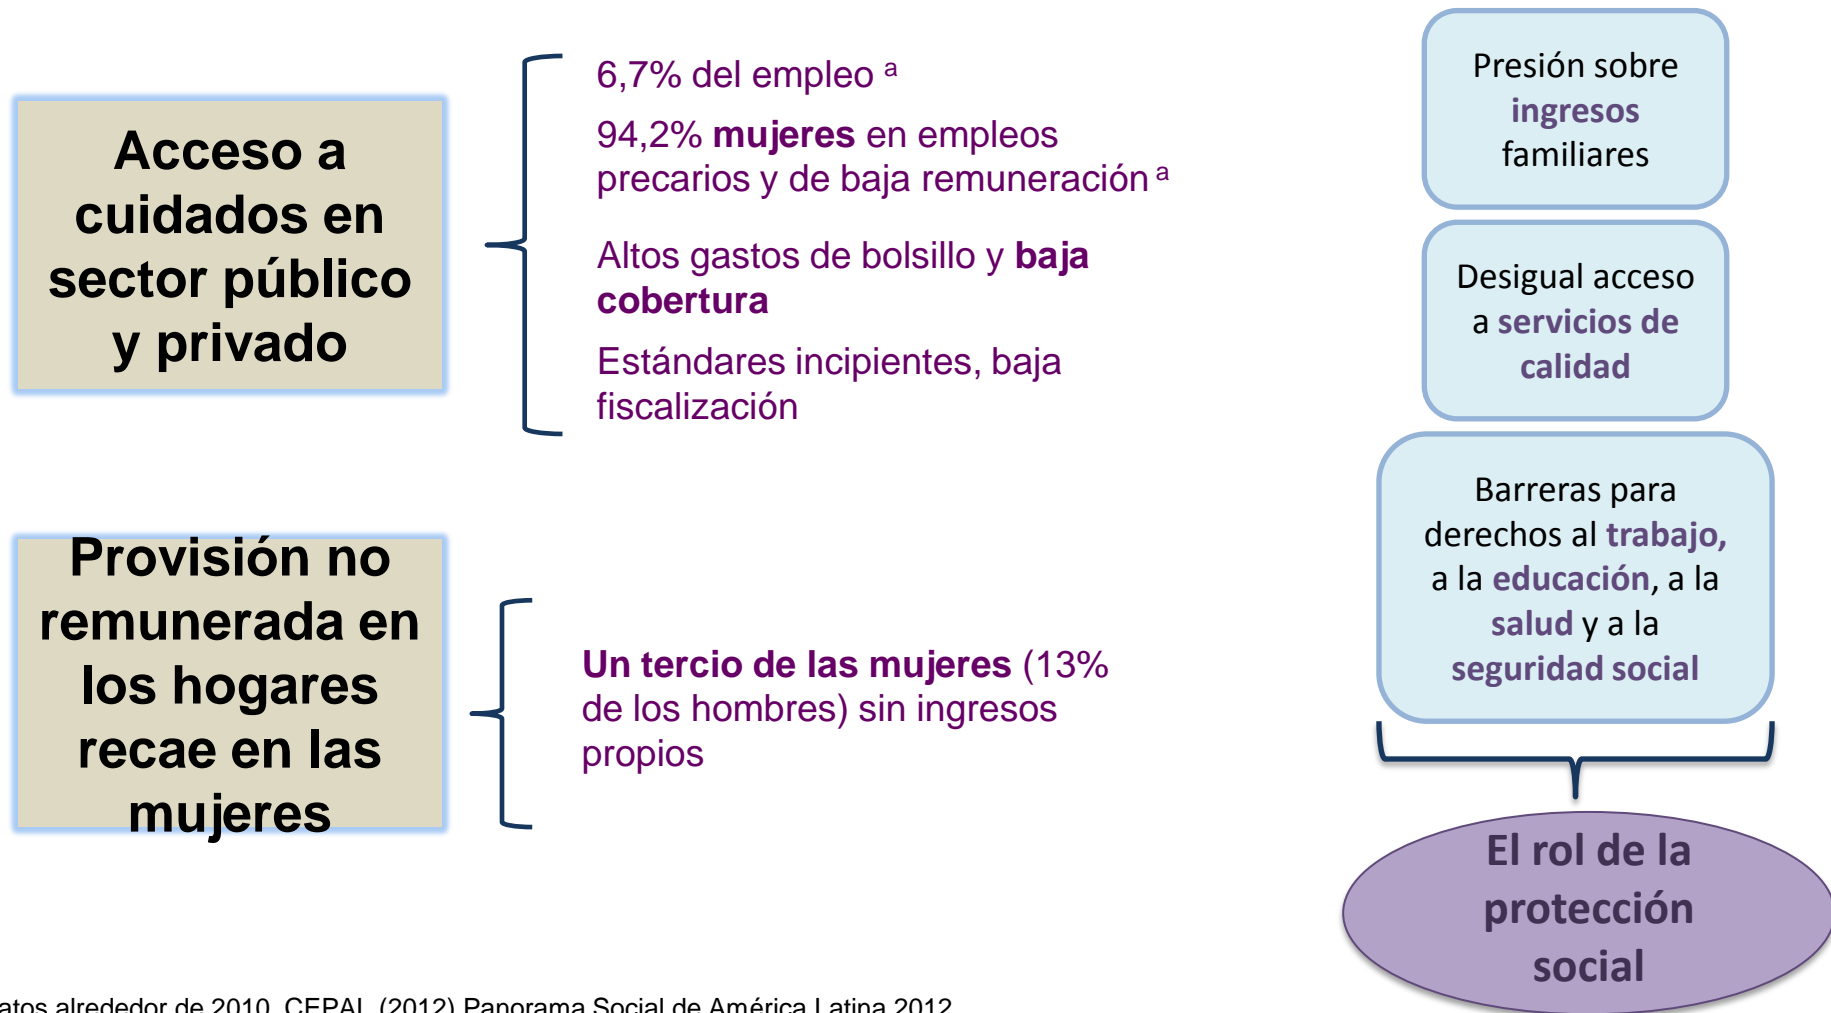 Acceso a
cuidados en
sector público
y privado
6,7% del empleo a
94,2% mujeres en empleos
precarios y de baja remuneración a
Altos gastos de bolsillo y baja
cobertura
Estándares incipientes, baja
fiscalización
Provisión no
remunerada en
los hogares
recae en las
mujeres
Un tercio de las mujeres (13%
de los hombres) sin ingresos
propios
Presión sobre
ingresos
familiares
Desigual acceso
a servicios de
calidad
Barreras para
derechos al trabajo,
a la educación, a la
salud y a la
seguridad social
El rol de la
protección
social
atos alrededor de 2010. CEPAL (2012) Panorama Social de América Latina 2012